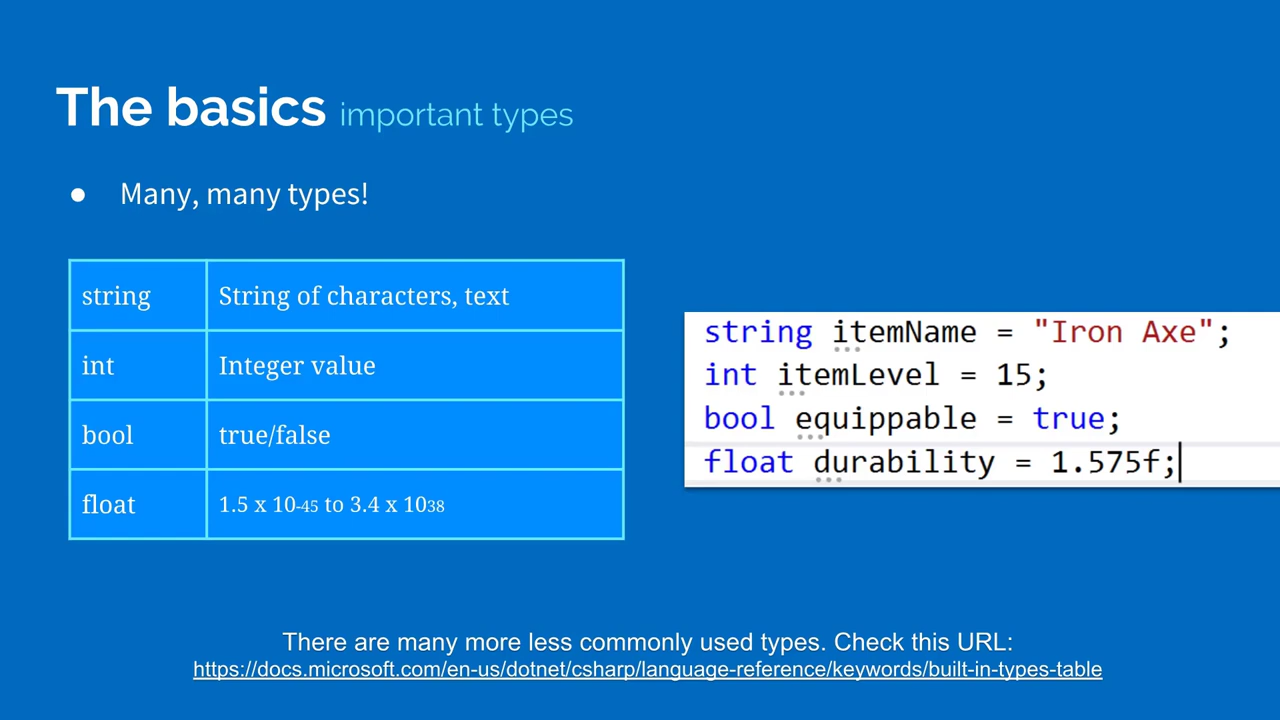 The basics important types
● Many, many types!
string String of characters, text
int Integer value
bool true/false
float 1.5 x 10-45 to 3.4 x 1038
string itemName = "Iron Axe";
int itemLevel = 15;
bool equippable = true;
float durability = 1.575f;
There are many more less commonly used types. Check this URL:
https://docs.microsoft.com/en-us/dotnet/csharp/language-reference/keywords/built-in-types-table